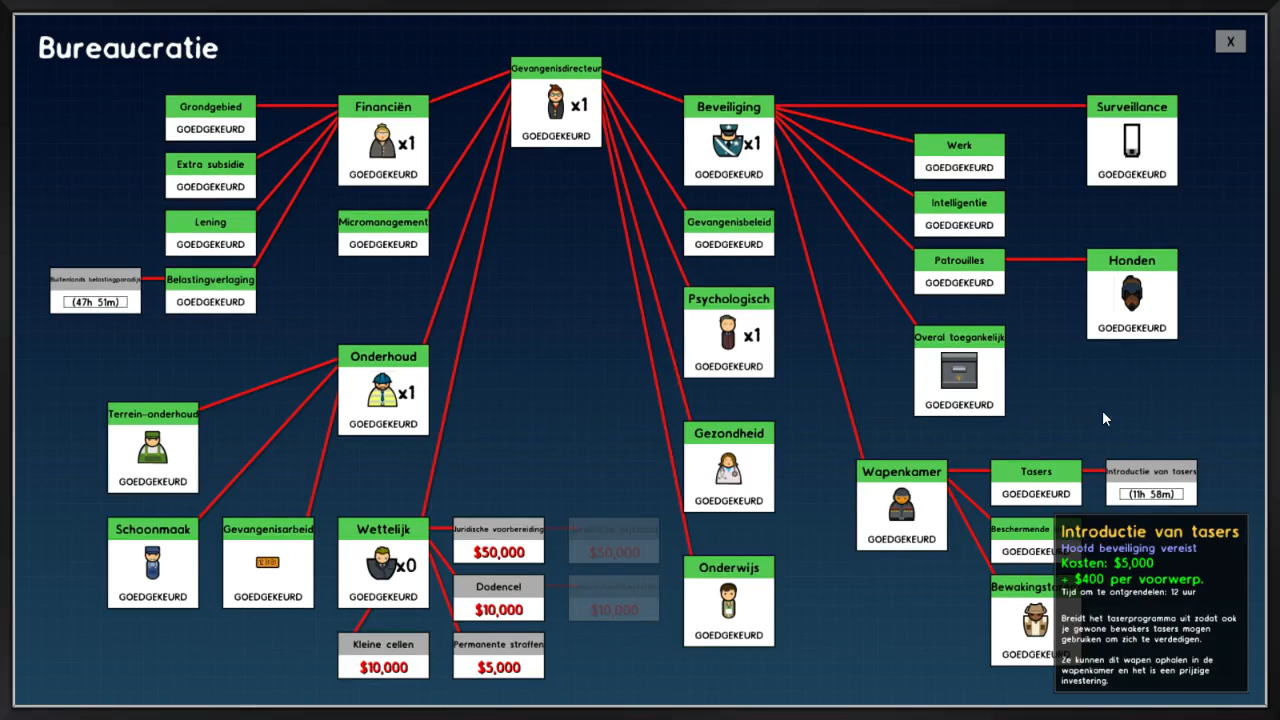 Bureaucratie
X
Gevangenisdirecteur
x1
GOEDGEKEURD
Grondgebied
GOEDGEKEURD
Financiën
x1
GOEDGEKEURD
Beveiliging
x1
GOEDGEKEURD
Surveillance
GOEDGEKEURD
Werk
GOEDGEKEURD
Extra subsidie
GOEDGEKEURD
Intelligentie
GOEDGEKEURD
Lening
GOEDGEKEURD
Micromanagement
GOEDGEKEURD
Gevangenisbeleid
GOEDGEKEURD
Patrouilles
GOEDGEKEURD
Honden
GOEDGEKEURD
Buitenlands belastingparadijs
(47h 51m)
Belastingverlaging
GOEDGEKEURD
Psychologisch
x1
GOEDGEKEURD
Overal toegankelijk
GOEDGEKEURD
Onderhoud
x1
GOEDGEKEURD
Terrein-onderhoud
GOEDGEKEURD
Gezondheid
GOEDGEKEURD
Wapenkamer
GOEDGEKEURD
Tasers
GOEDGEKEURD
Introductie van tasers
(11h 58m)
Schoonmaak
GOEDGEKEURD
Gevangenisarbeid
GOEDGEKEURD
Wettelijk
x0
GOEDGEKEURD
Juridische voorbereiding
$50,000
$50,000
Beschermende
GOEDGEKEU
Dodencel
$10,000
$10,000
Onderwijs
GOEDGEKEURD
Bewakingsto
GOEDGEKEU
Kleine cellen
$10,000
Permanente straffen
$5,000
Introductie van tasers
Hoofd beveiliging vereist
Kosten: $5,000
+ $400 per voorwerp.
Tijd om te ontgrendelen: 12 uur
Breidt het taserprogramma uit zodat ook
je gewone bewakers tasers mogen
gebruiken om zich te verdedigen.
Ze kunnen dit wapen ophalen in de
wapenkamer en het is een prijzige
investering.